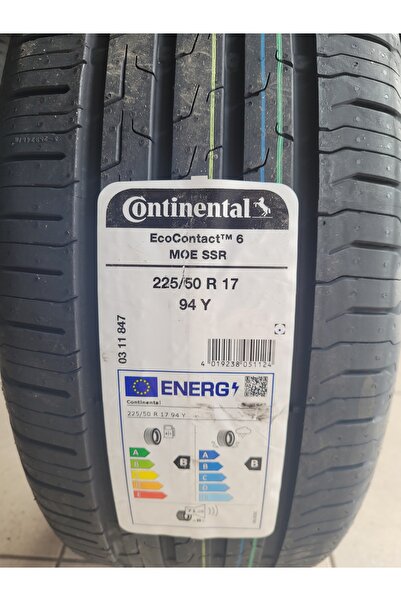 Continental
EcoContact™ 6
MOE SSR
225/50 R 17
94 Y
03 11 847
4 019238 051124
ENERG
Continental
225/50 R 17 94 Y
A
B
C
D
E
B
A
B
C
D
E
B